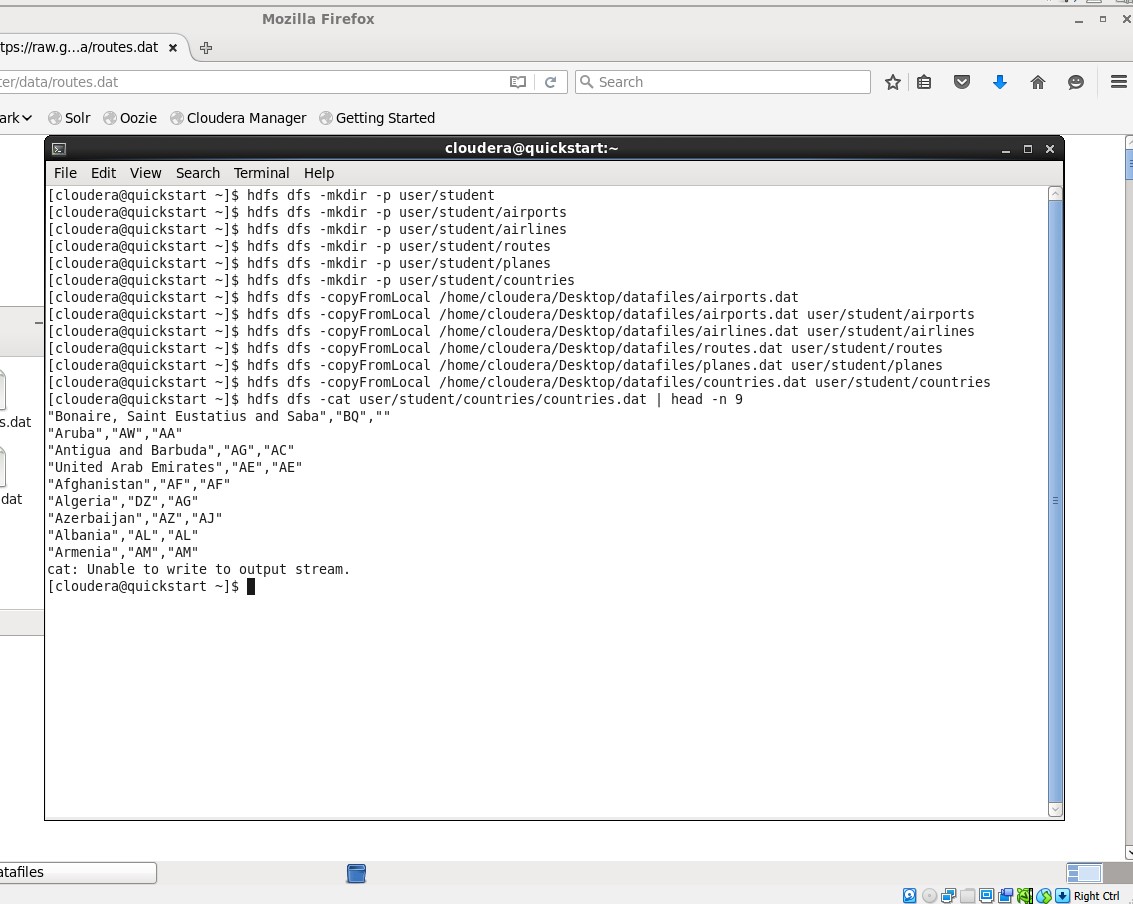 Mozilla Firefox
tps://raw.g...a/routes.dat
er/data/routes.dat
Search
ark
Solr
Oozie
Cloudera Manager
Getting Started
cloudera@quickstart:~
File Edit View Search Terminal Help
[cloudera@quickstart ~]$ hdfs dfs -mkdir -p user/student
[cloudera@quickstart ~]$ hdfs dfs -mkdir -p user/student/airports
[cloudera@quickstart ~]$ hdfs dfs -mkdir -p user/student/airlines
[cloudera@quickstart ~]$ hdfs dfs -mkdir -p user/student/routes
[cloudera@quickstart ~]$ hdfs dfs -mkdir -p user/student/planes
[cloudera@quickstart ~]$ hdfs dfs -mkdir -p user/student/countries
[cloudera@quickstart ~]$ hdfs dfs -copyFromLocal /home/cloudera/Desktop/datafiles/airports.dat
[cloudera@quickstart ~]$ hdfs dfs -copyFromLocal /home/cloudera/Desktop/datafiles/airports.dat user/student/airports
[cloudera@quickstart ~]$ hdfs dfs -copyFromLocal /home/cloudera/Desktop/datafiles/airlines.dat user/student/airlines
[cloudera@quickstart ~]$ hdfs dfs -copyFromLocal /home/cloudera/Desktop/datafiles/routes.dat user/student/routes
[cloudera@quickstart ~]$ hdfs dfs -copyFromLocal /home/cloudera/Desktop/datafiles/planes.dat user/student/planes
[cloudera@quickstart ~]$ hdfs dfs -copyFromLocal /home/cloudera/Desktop/datafiles/countries.dat user/student/countries
[cloudera@quickstart ~]$ hdfs dfs -cat user/student/countries/countries.dat | head -n 9
"Bonaire, Saint Eustatius and Saba","BQ",""
"Aruba","AW","AA"
"Antigua and Barbuda","AG","AC"
"United Arab Emirates","AE","AE"
"Afghanistan","AF","AF"
"Algeria","DZ","AG"
"Azerbaijan","AZ","AJ"
"Albania","AL","AL"
"Armenia","AM","AM"
cat: Unable to write to output stream.
[cloudera@quickstart ~]$
s.dat
dat
atafiles
Right Ctrl